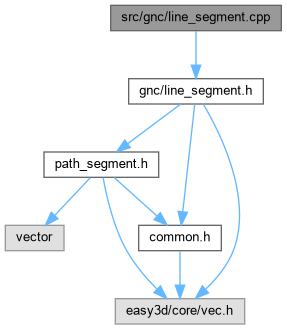 src/gnc/line_segment.cpp
gnc/line_segment.h
path_segment.h
vector
common.h
easy3d/core/vec.h